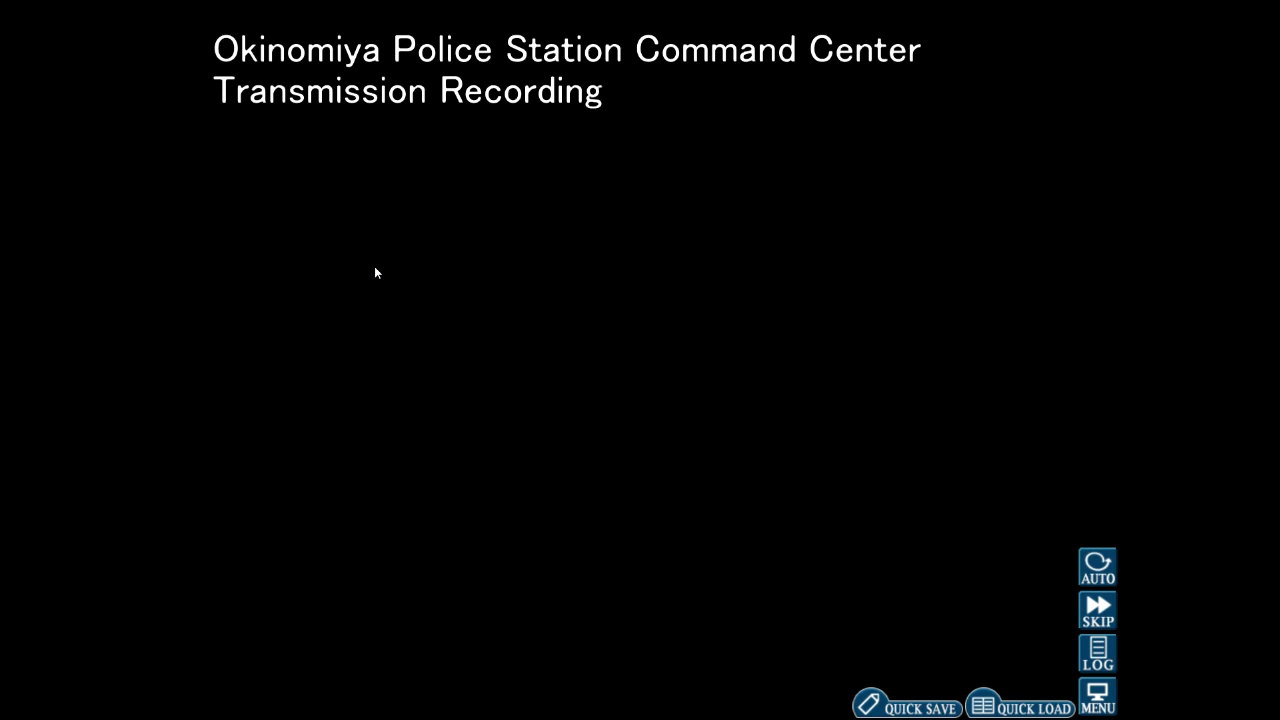 Okinomiya Police Station Command Center
Transmission Recording
AUTO
SKIP
LOG
MENU
QUICK SAVE
QUICK LOAD